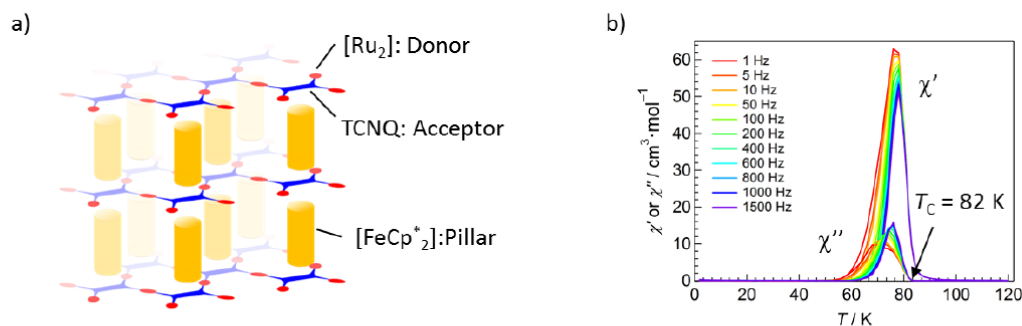 a)
[Ru2]: Donor
TCNQ: Acceptor
[FeCp*2]:Pillar
b)
χ' or χ'' / cm3·mol−1
60
50
40
30
20
10
0
1 Hz
5 Hz
10 Hz
50 Hz
100 Hz
200 Hz
400 Hz
600 Hz
800 Hz
1000 Hz
1500 Hz
χ'
χ''
TC = 82 K
0 20 40 60 80 100 120
T / K